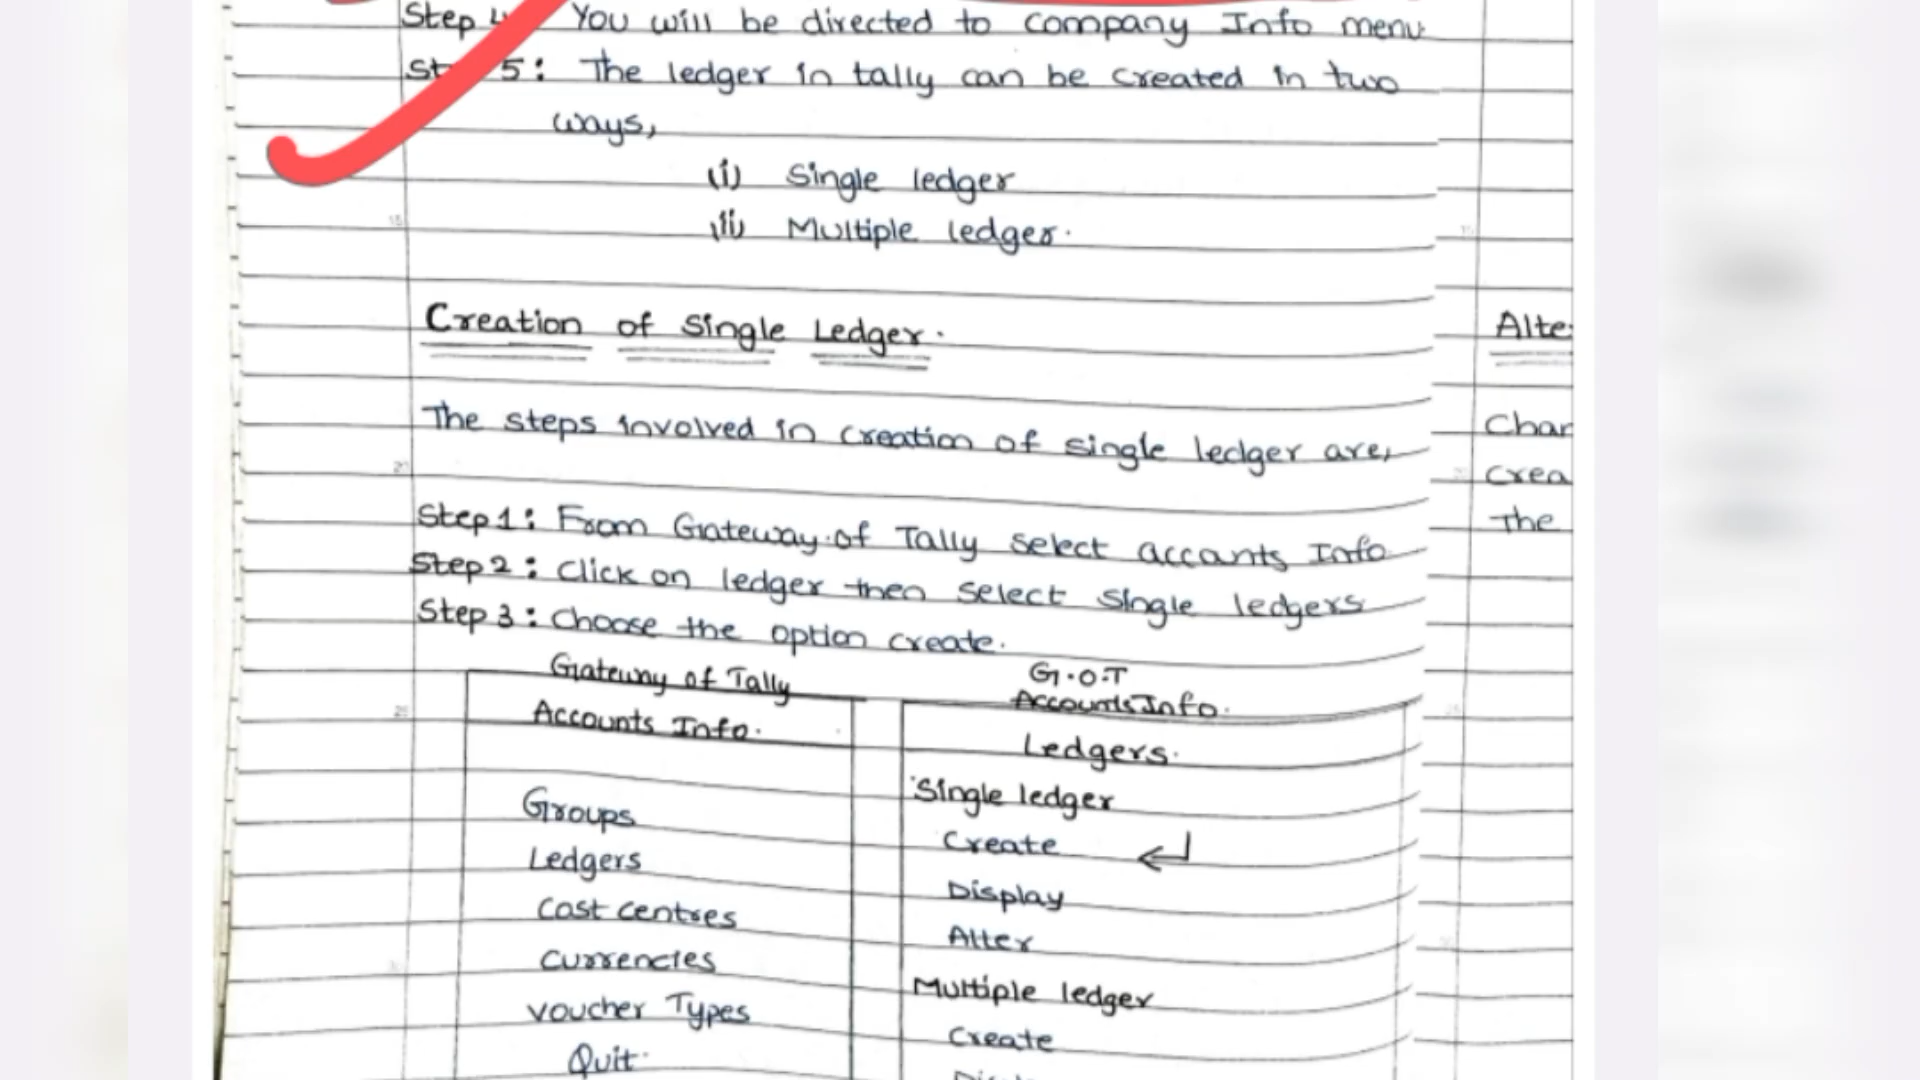 Step 4 You will be directed to company Info menu
Step 5: The ledger in tally can be created in two
ways,
(i) Single ledger
(ii) Multiple ledger.
Creation of Single Ledger.
The steps involved in creation of single ledger are,
Step 1: From Gateway of Tally select accounts Info
Step 2: Click on ledger then select single ledgers
Step 3: Choose the option create.
Gateway of Tally
Accounts Info.
Groups
Ledgers
Cost centres
Currencies
Voucher Types
Quit.
G.O.T
Accounts Info.
Ledgers.
Single ledger
Create
Display
Alter
Multiple ledger
Create
Alte
Char
Crea
The